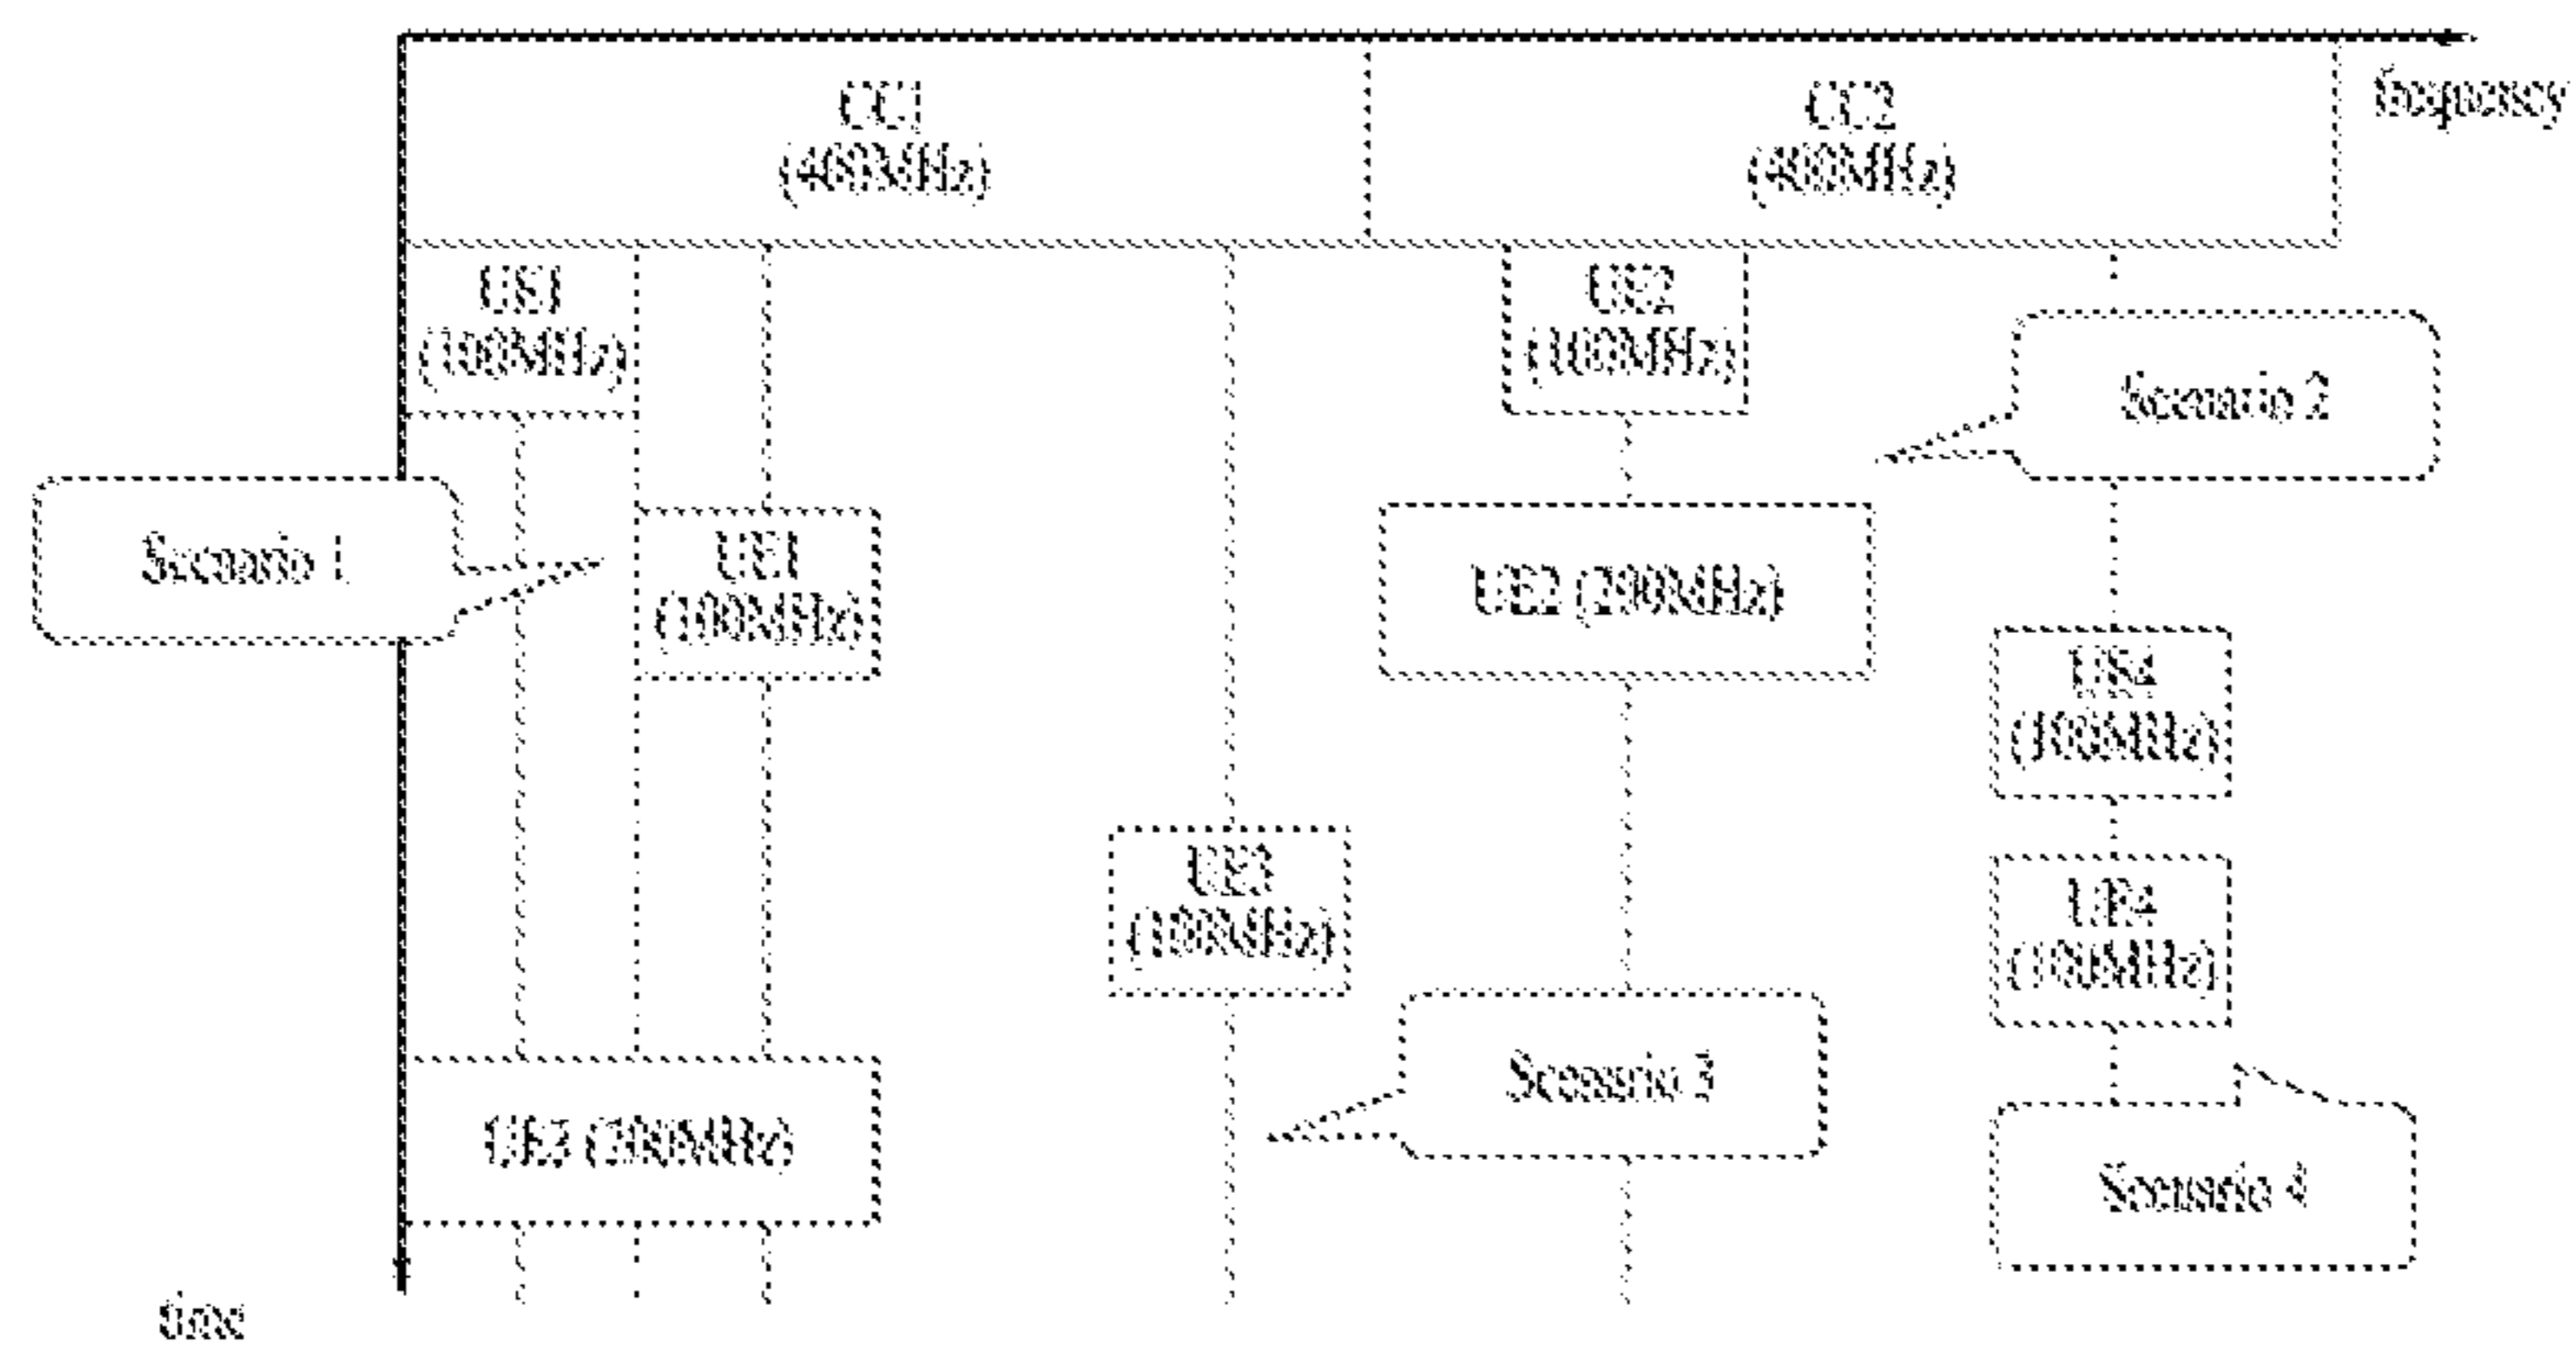 frequency
CC1
(400MHz)
CC2
(400MHz)
UE1
(100MHz)
UE2
(100MHz)
Scenario 2
Scenario 1
UE1
(100MHz)
UE2 (200MHz)
UE4
(100MHz)
UE3
(100MHz)
UE4
(100MHz)
Scenario 3
UE3 (200MHz)
Scenario 4
time